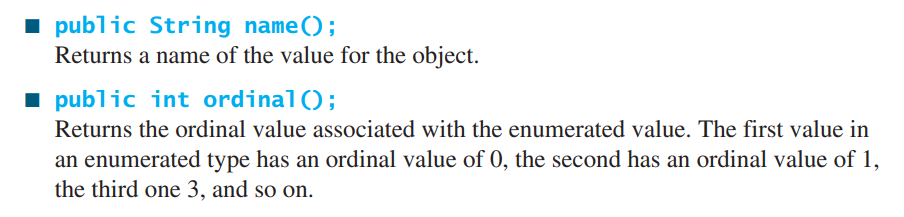 ■ public String name();
Returns a name of the value for the object.
■ public int ordinal();
Returns the ordinal value associated with the enumerated value. The first value in
an enumerated type has an ordinal value of 0, the second has an ordinal value of 1,
the third one 3, and so on.